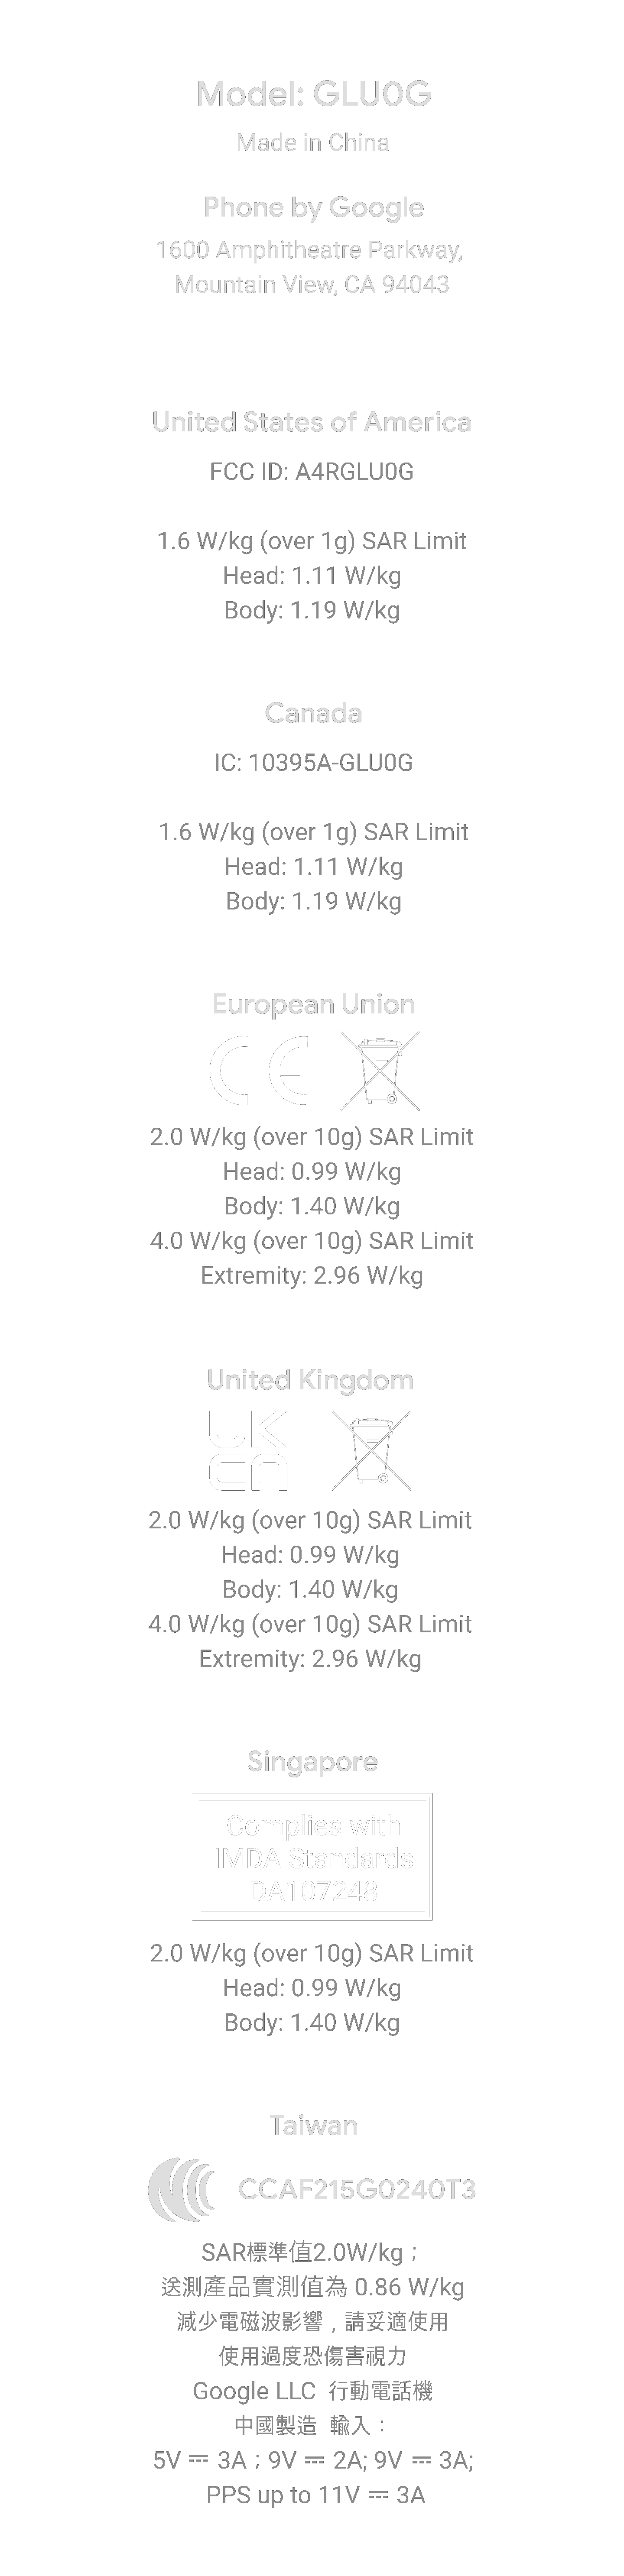 Model: GLU0G
Made in China
Phone by Google
1600 Amphitheatre Parkway,
Mountain View, CA 94043
United States of America
FCC ID: A4RGLU0G
1.6 W/kg (over 1g) SAR Limit
Head: 1.11 W/kg
Body: 1.19 W/kg
Canada
IC: 10395A-GLU0G
1.6 W/kg (over 1g) SAR Limit
Head: 1.11 W/kg
Body: 1.19 W/kg
European Union
CE
2.0 W/kg (over 10g) SAR Limit
Head: 0.99 W/kg
Body: 1.40 W/kg
4.0 W/kg (over 10g) SAR Limit
Extremity: 2.96 W/kg
United Kingdom
UK
CA
2.0 W/kg (over 10g) SAR Limit
Head: 0.99 W/kg
Body: 1.40 W/kg
4.0 W/kg (over 10g) SAR Limit
Extremity: 2.96 W/kg
Singapore
Complies with
IMDA Standards
DA107248
2.0 W/kg (over 10g) SAR Limit
Head: 0.99 W/kg
Body: 1.40 W/kg
Taiwan
CCAF215G0240T3
SAR標準值2.0W/kg；
送測產品實測值為 0.86 W/kg
減少電磁波影響，請妥適使用
使用過度恐傷害視力
Google LLC 行動電話機
中國製造 輸入：
5V ⎓ 3A；9V ⎓ 2A; 9V ⎓ 3A;
PPS up to 11V ⎓ 3A